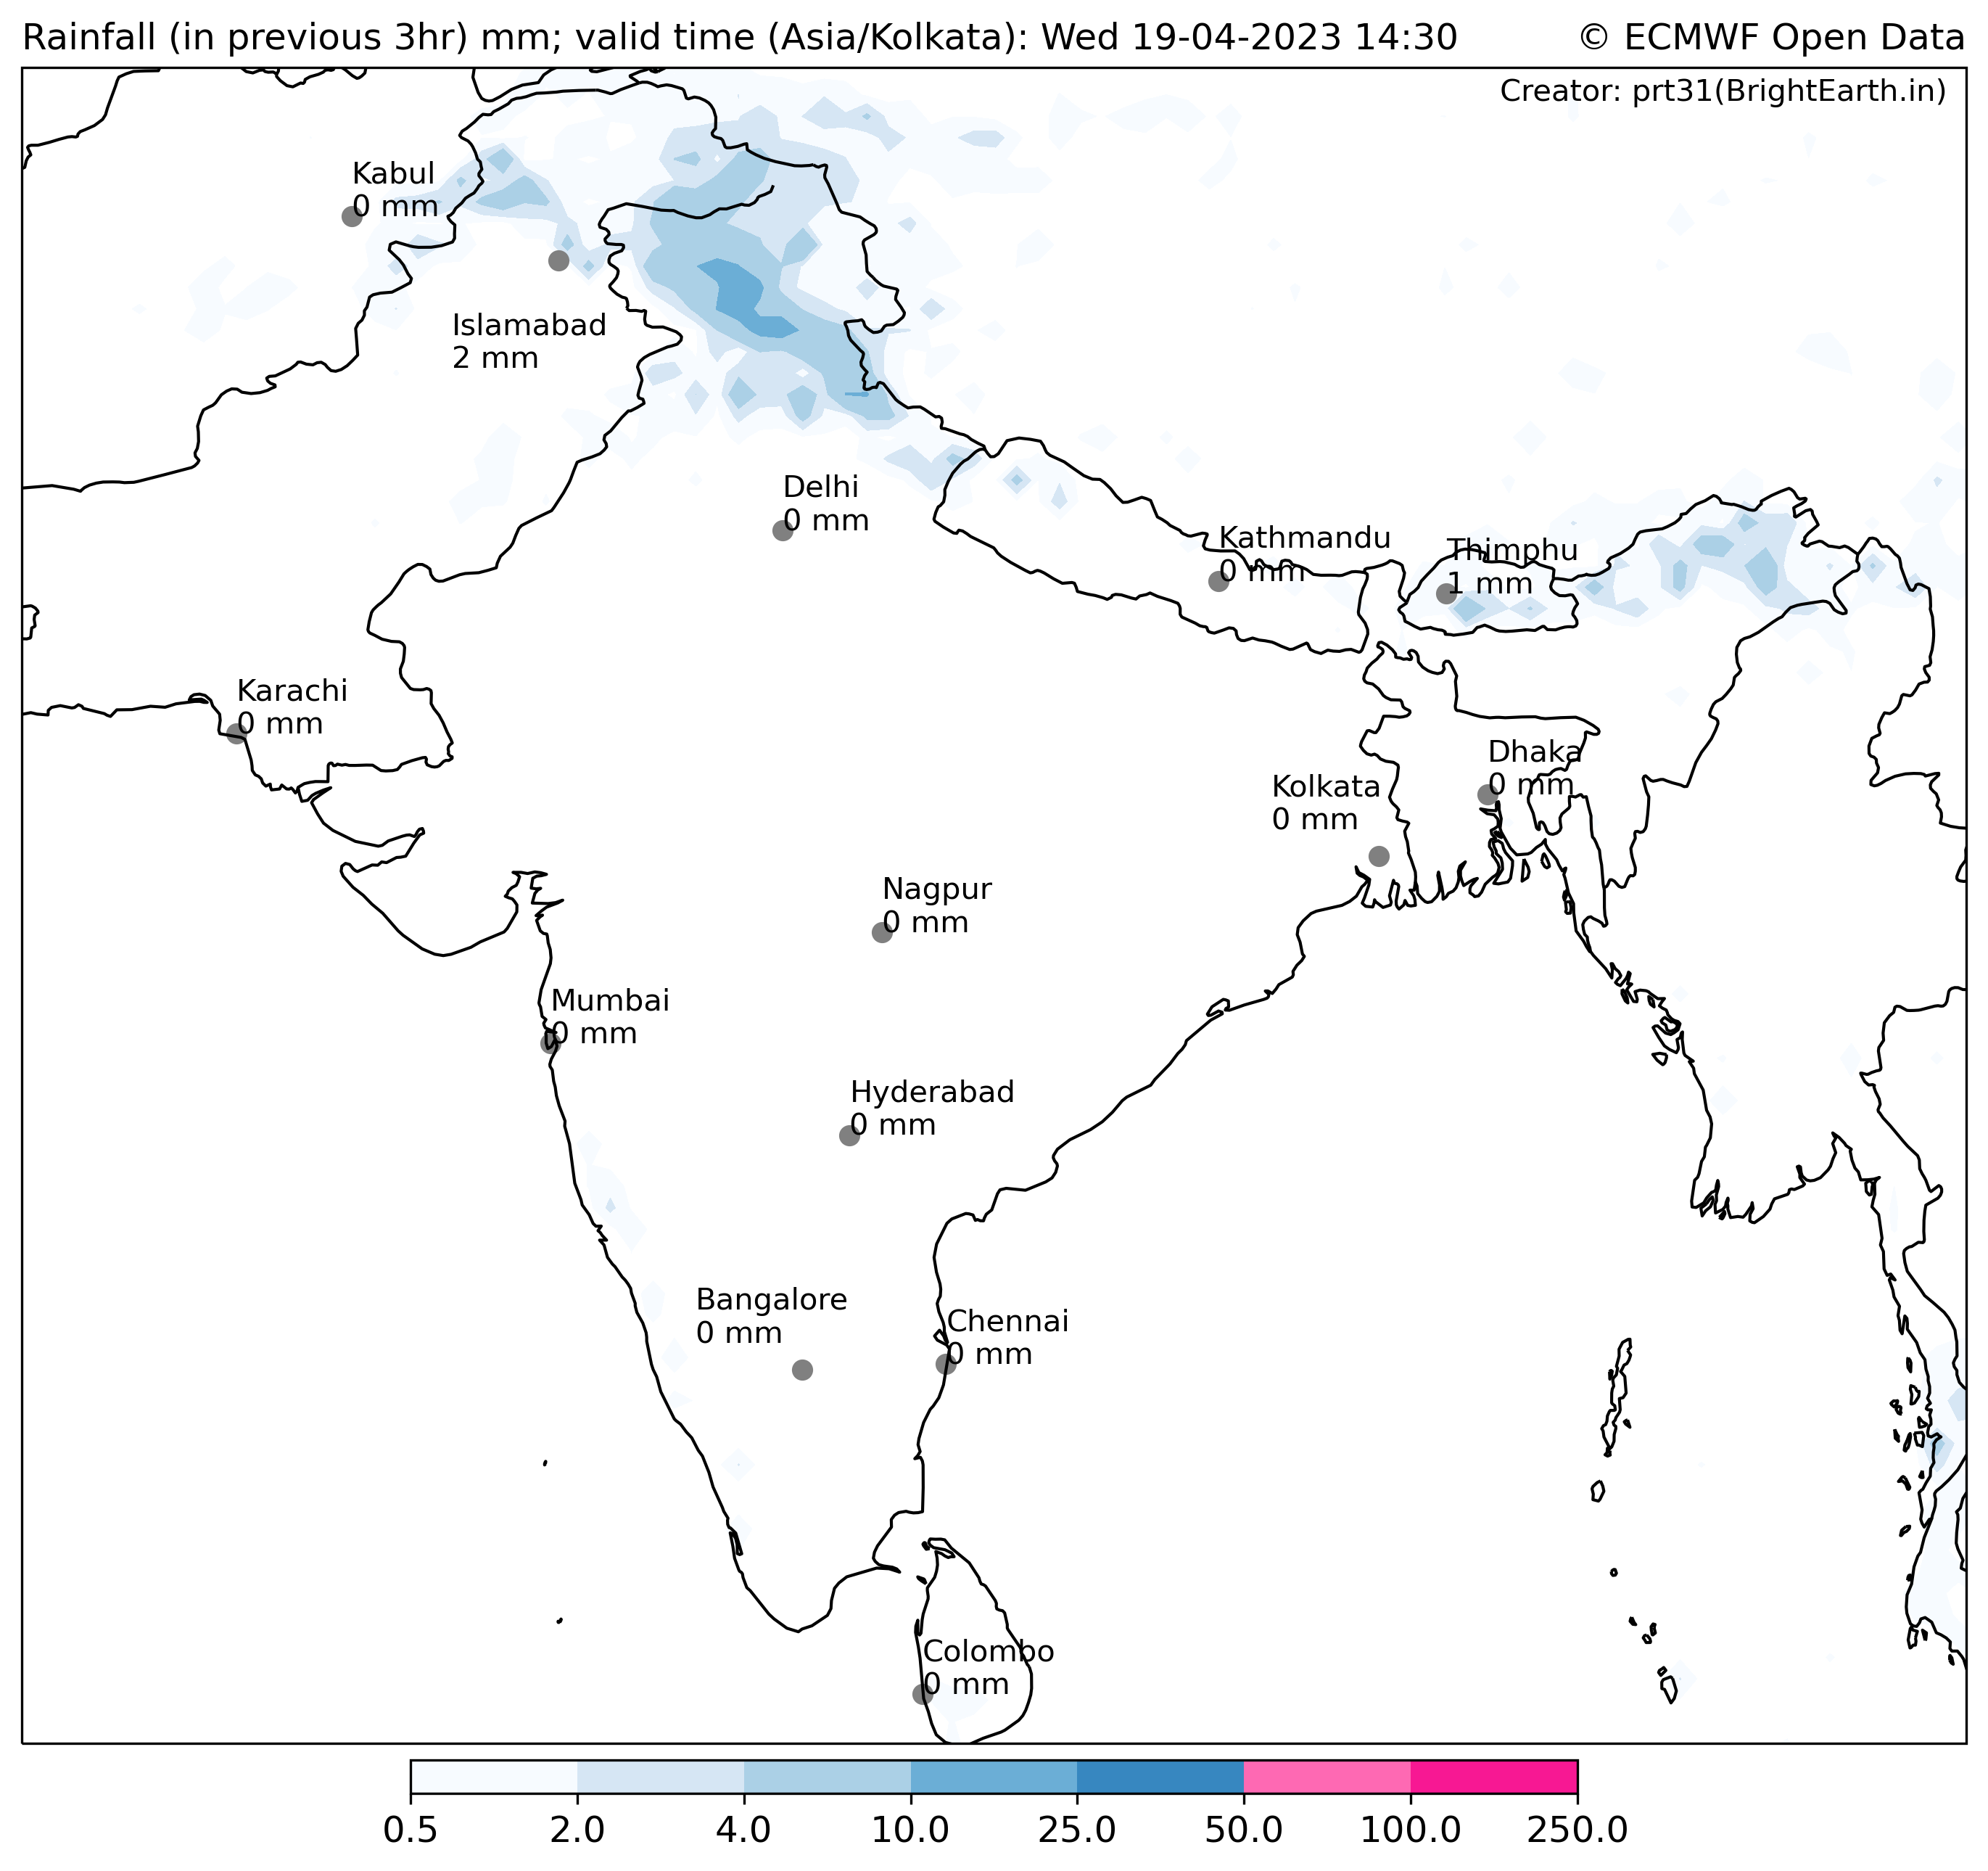 Rainfall (in previous 3hr) mm; valid time (Asia/Kolkata): Wed 19-04-2023 14:30
© ECMWF Open Data
Creator: prt31(BrightEarth.in)
Kabul
0 mm
Islamabad
2 mm
Delhi
0 mm
Kathmandu
0 mm
Thimphu
1 mm
Karachi
0 mm
Dhaka
0 mm
Kolkata
0 mm
Nagpur
0 mm
Mumbai
0 mm
Hyderabad
0 mm
Bangalore
0 mm
Chennai
0 mm
Colombo
0 mm
0.5 2.0 4.0 10.0 25.0 50.0 100.0 250.0